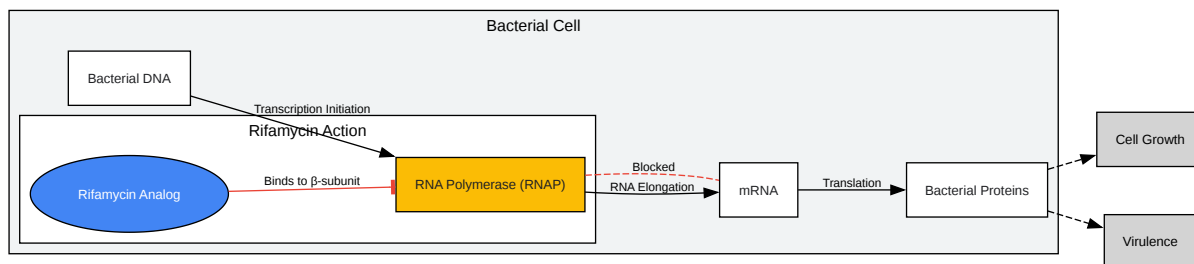 Bacterial Cell
Bacterial DNA
Transcription Initiation
Rifamycin Action
Rifamycin Analog
Binds to β-subunit
RNA Polymerase (RNAP)
Blocked
RNA Elongation
mRNA
Translation
Bacterial Proteins
Cell Growth
Virulence